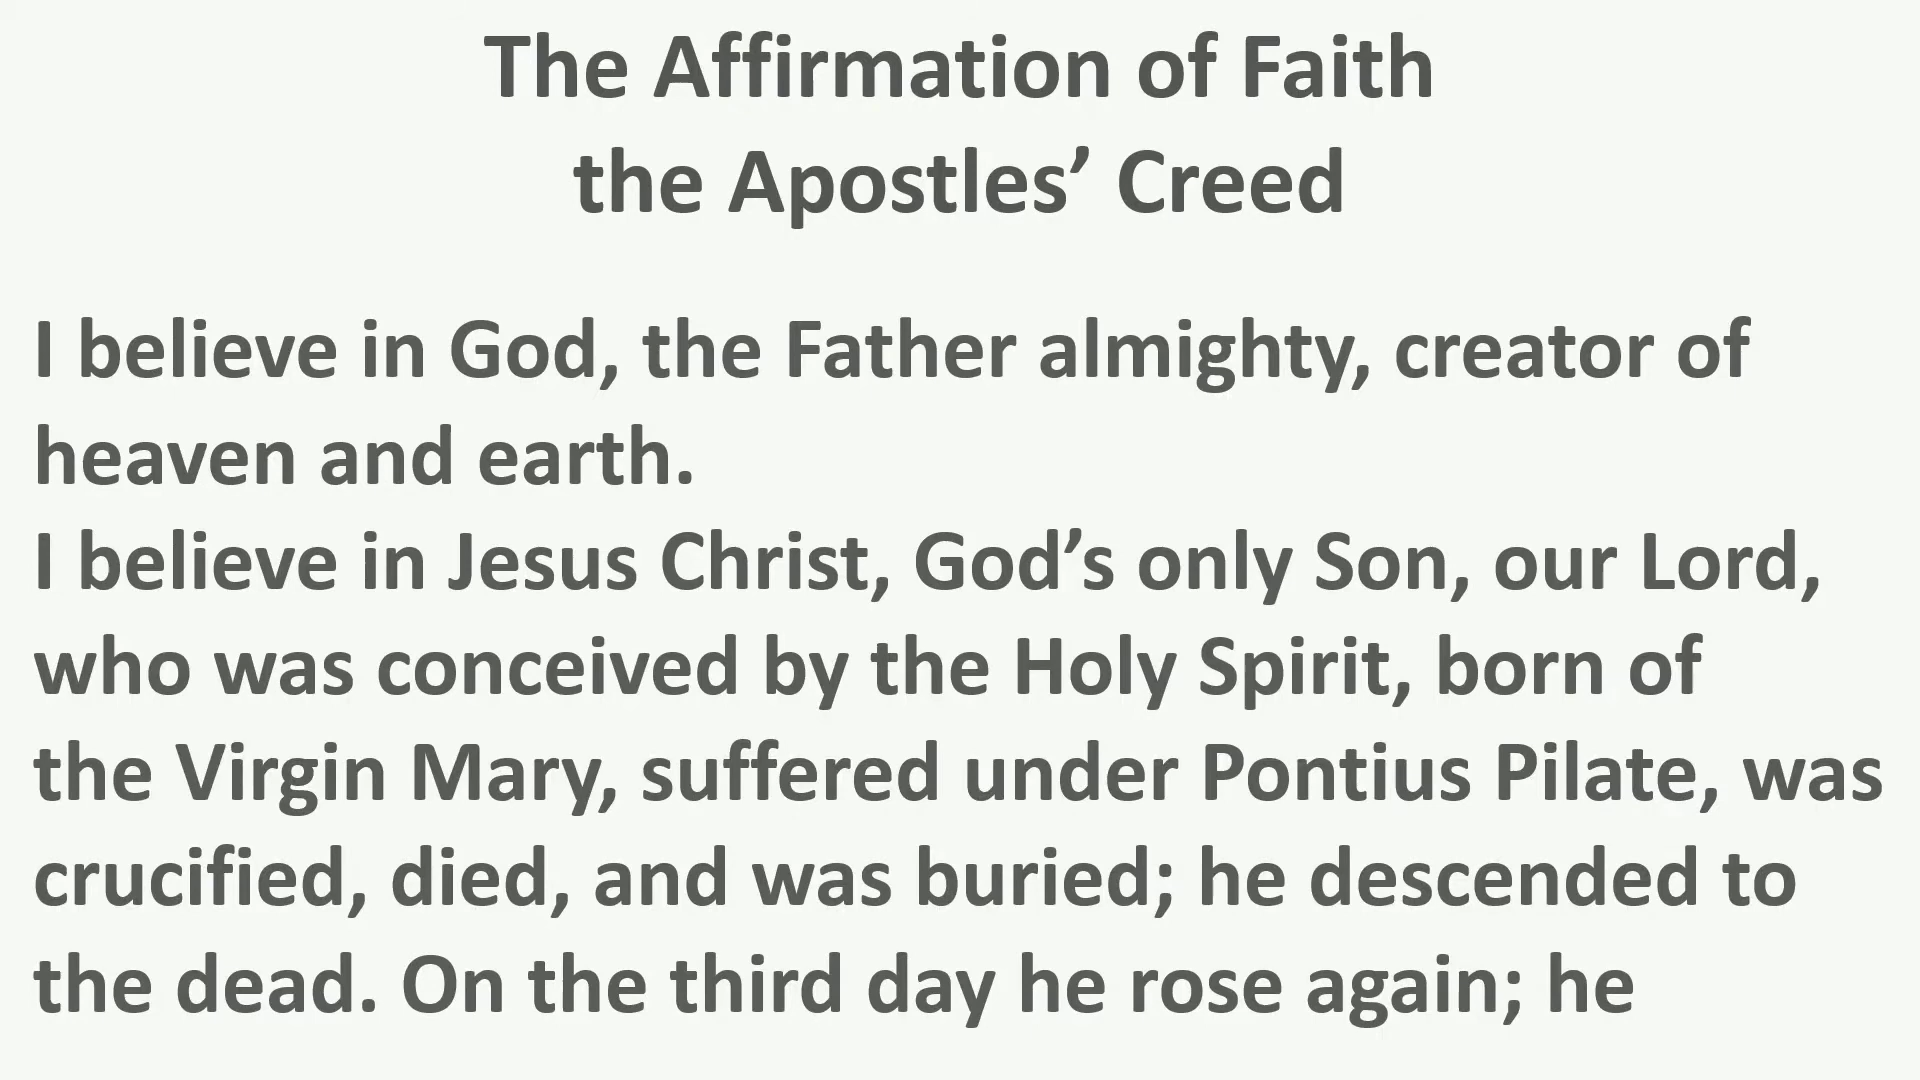 The Affirmation of Faith
the Apostles’ Creed
I believe in God, the Father almighty, creator of
heaven and earth.
I believe in Jesus Christ, God’s only Son, our Lord,
who was conceived by the Holy Spirit, born of
the Virgin Mary, suffered under Pontius Pilate, was
crucified, died, and was buried; he descended to
the dead. On the third day he rose again; he